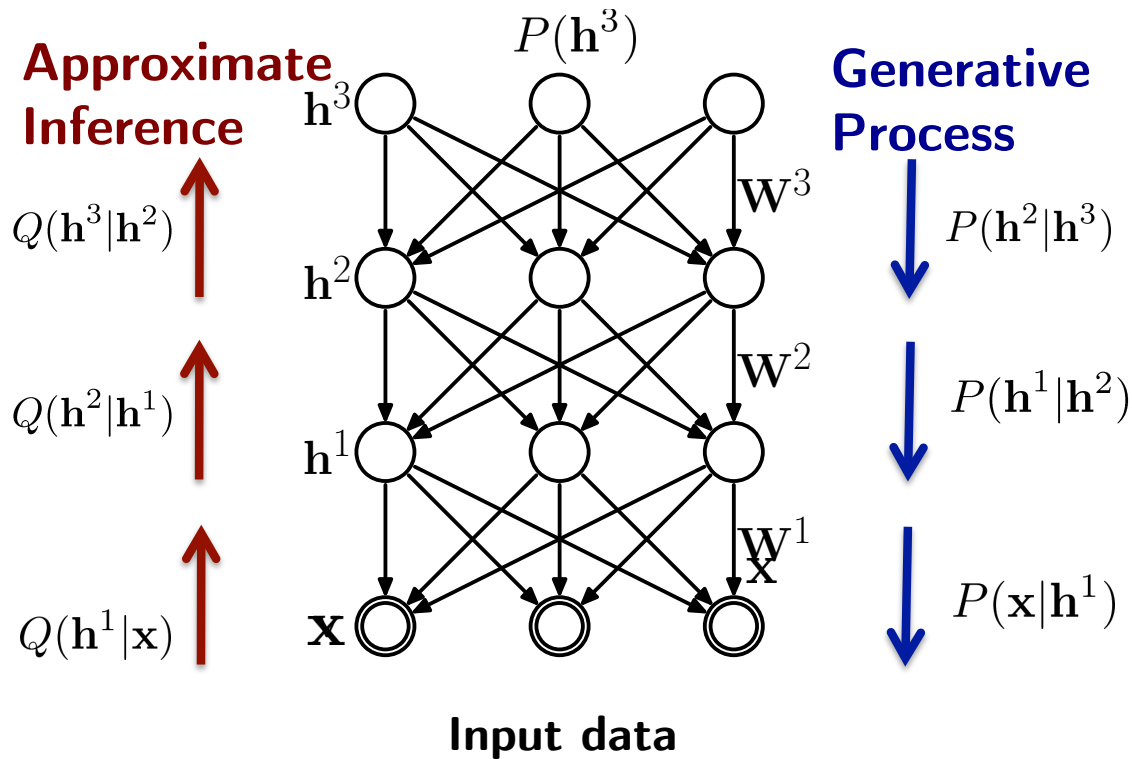 P(h³)
Approximate
Inference
Generative
Process
h³
W³
Q(h³|h²)
P(h²|h³)
h²
W²
Q(h²|h¹)
P(h¹|h²)
h¹
W¹
x
Q(h¹|x)
P(x|h¹)
x
Input data